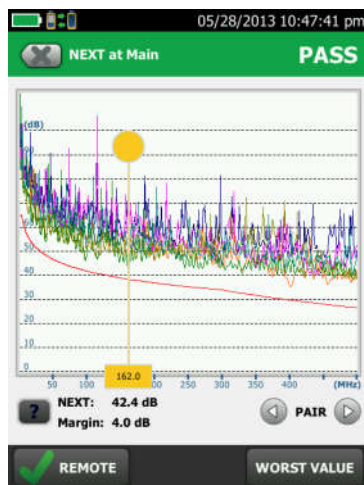 05/28/2013 10:47:41 pm
NEXT at Main
PASS
(dB)
90
60
50
40
30
20
10
0
50 100 162.0 200 250 300 350 400 (MHz)
NEXT: 42.4 dB
Margin: 4.0 dB
?
PAIR
REMOTE
WORST VALUE